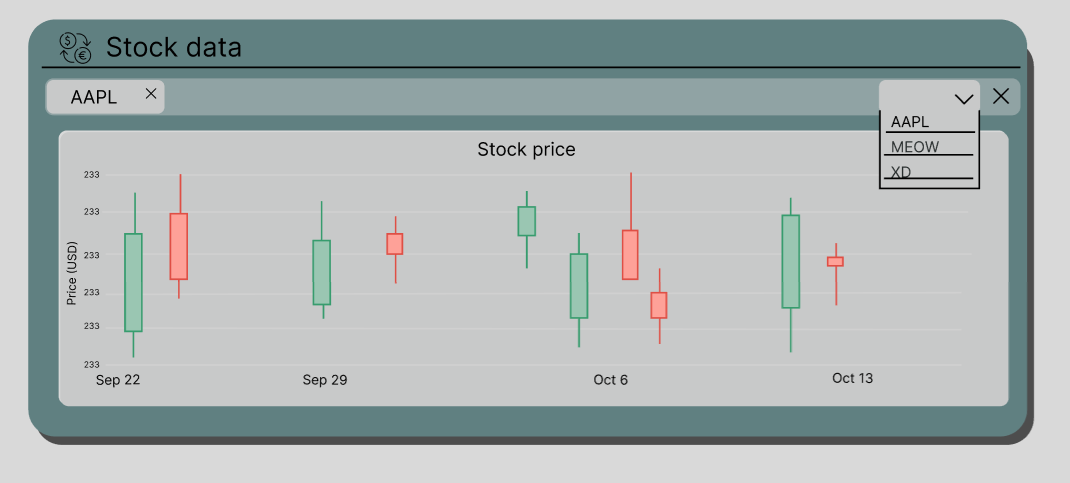 Stock data
AAPL
AAPL
MEOW
XD
Stock price
Price (USD)
233
233
233
233
233
233
Sep 22
Sep 29
Oct 6
Oct 13